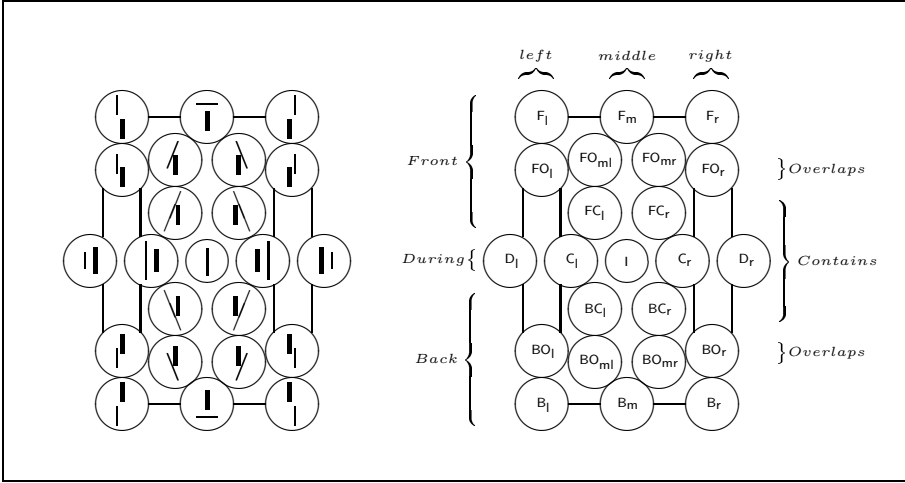 left middle right
F_l F_m F_r
Front FO_l FO_ml FO_mr FO_r } Overlaps
FC_l FC_r
During { D_l C_l I C_r D_r } Contains
BC_l BC_r
Back BO_l BO_ml BO_mr BO_r } Overlaps
B_l B_m B_r